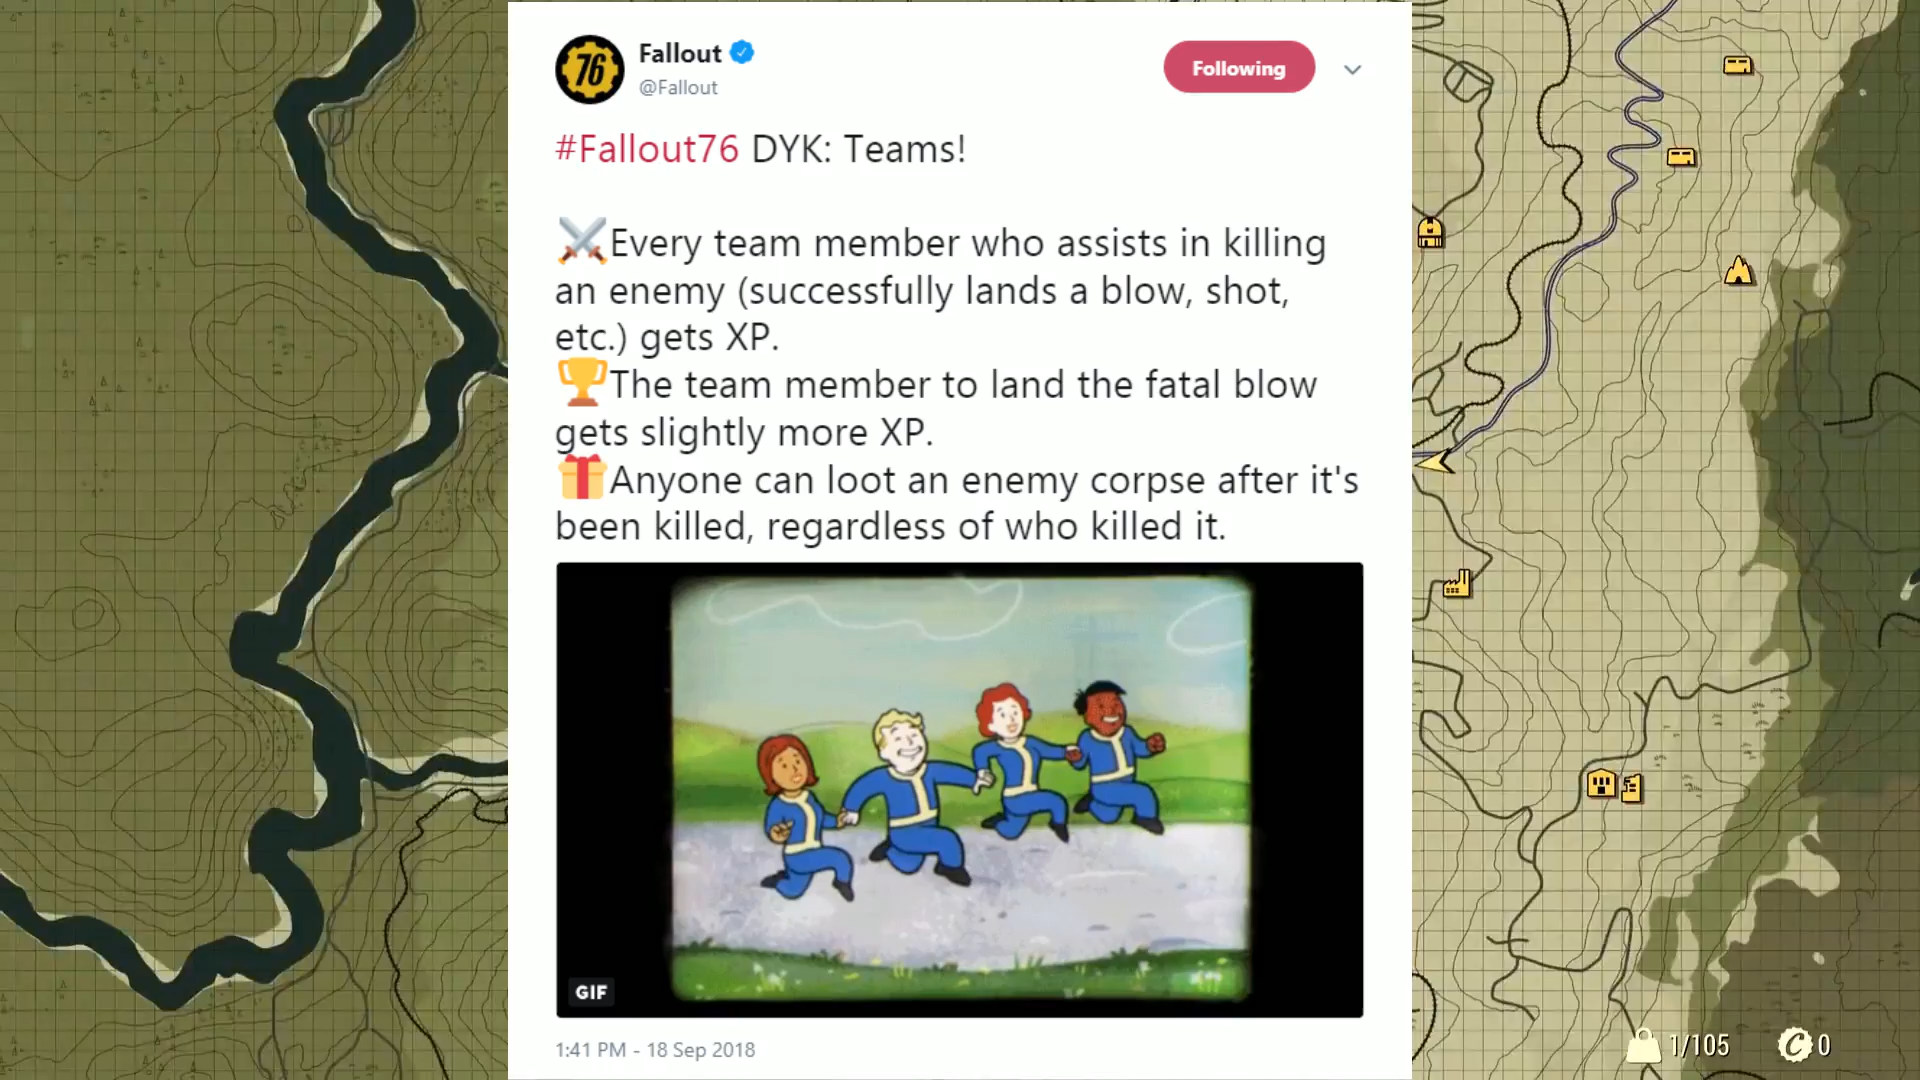 76
Fallout
@Fallout
Following
#Fallout76 DYK: Teams!
⚔Every team member who assists in killing
an enemy (successfully lands a blow, shot,
etc.) gets XP.
🏆The team member to land the fatal blow
gets slightly more XP.
🎁Anyone can loot an enemy corpse after it's
been killed, regardless of who killed it.
GIF
1:41 PM - 18 Sep 2018
1/105
C 0